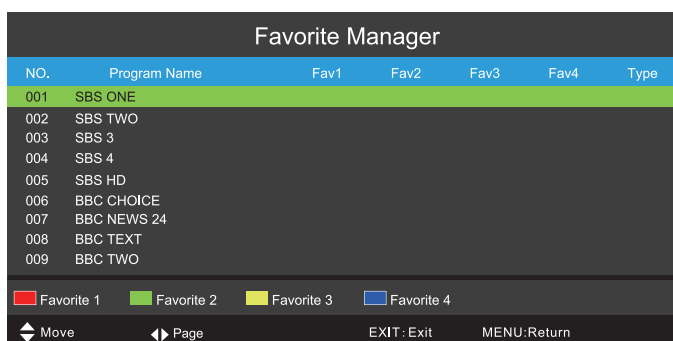 Favorite Manager
NO. Program Name Fav1 Fav2 Fav3 Fav4 Type
001 SBS ONE
002 SBS TWO
003 SBS 3
004 SBS 4
005 SBS HD
006 BBC CHOICE
007 BBC NEWS 24
008 BBC TEXT
009 BBC TWO
Favorite 1 Favorite 2 Favorite 3 Favorite 4
Move Page EXIT:Exit MENU:Return